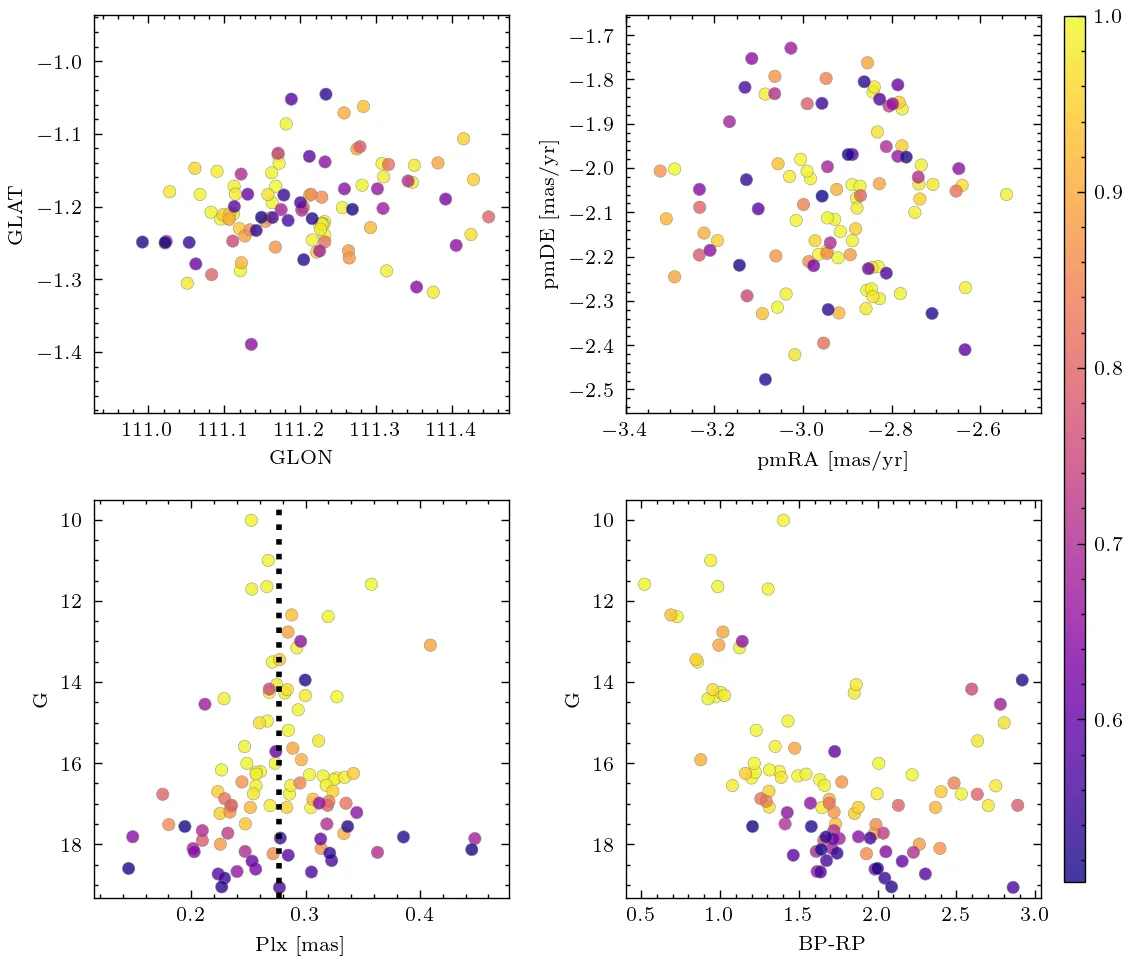 −1.0
−1.1
−1.2
−1.3
−1.4
GLAT
111.0 111.1 111.2 111.3 111.4
GLON
−1.7
−1.8
−1.9
−2.0
−2.1
−2.2
−2.3
−2.4
−2.5
pmDE [mas/yr]
−3.4 −3.2 −3.0 −2.8 −2.6
pmRA [mas/yr]
1.0
0.9
0.8
0.7
0.6
10
12
14
16
18
G
0.2 0.3 0.4
Plx [mas]
10
12
14
16
18
G
0.5 1.0 1.5 2.0 2.5 3.0
BP-RP